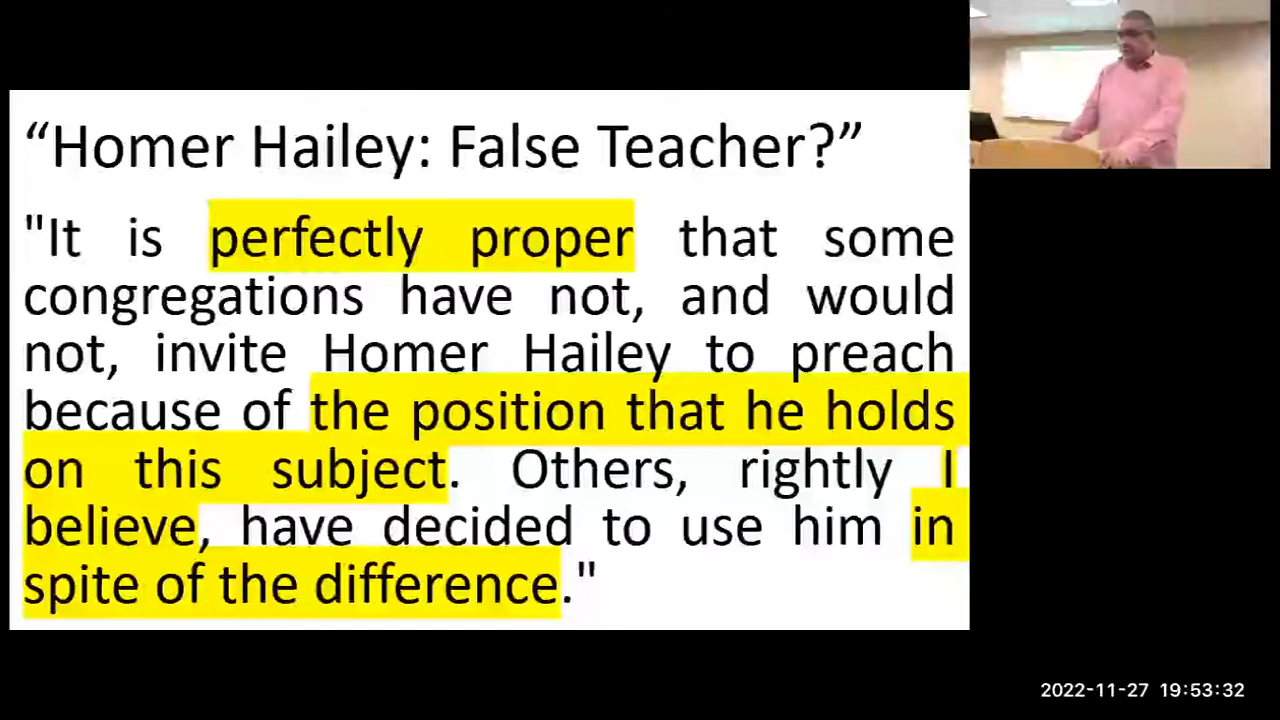 “Homer Hailey: False Teacher?”
"It is perfectly proper that some
congregations have not, and would
not, invite Homer Hailey to preach
because of the position that he holds
on this subject. Others, rightly I
believe, have decided to use him in
spite of the difference."
2022-11-27 19:53:32